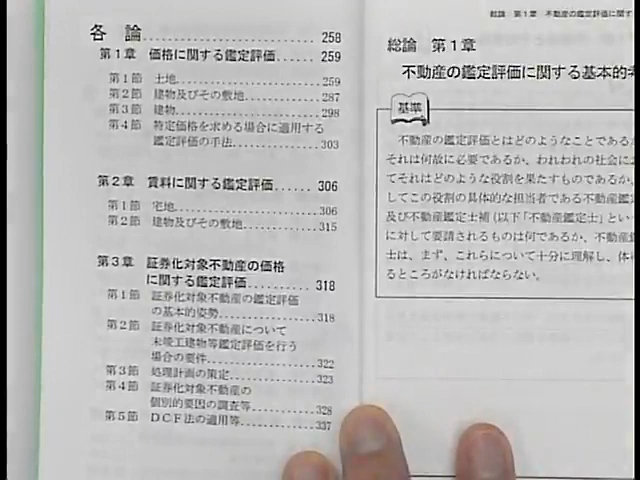 各論 258
第1章 価格に関する鑑定評価...... 259
第1節 土地 259
第2節 建物及びその敷地 287
第3節 建物 298
第4節 特定価格を求める場合に適用する
鑑定評価の手法 303
第2章 賃料に関する鑑定評価...... 306
第1節 宅地 306
第2節 建物及びその敷地 315
第3章 証券化対象不動産の価格
に関する鑑定評価 318
第1節 証券化対象不動産の鑑定評価
の基本的姿勢 318
第2節 証券化対象不動産について
未竣工建物等鑑定評価を行う
場合の要件 322
第3節 処理計画の策定 323
第4節 証券化対象不動産の
個別的要因の調査等 328
第5節 DCF法の適用等 337
総論 第1章 不動産の鑑定評価に関す
総論 第1章
不動産の鑑定評価に関する基本的考
基準
不動産の鑑定評価とはどのようなことである
それは何故に必要であるか、われわれの社会に
てそれはどのような役割を果たすものであるか、
してこの役割の具体的な担当者である不動産鑑
及び不動産鑑定士補(以下「不動産鑑定士」とい
に対して要請されるものは何であるか、不動産鑑
士は、まず、これらについて十分に理解し、体
るところがなければならない。